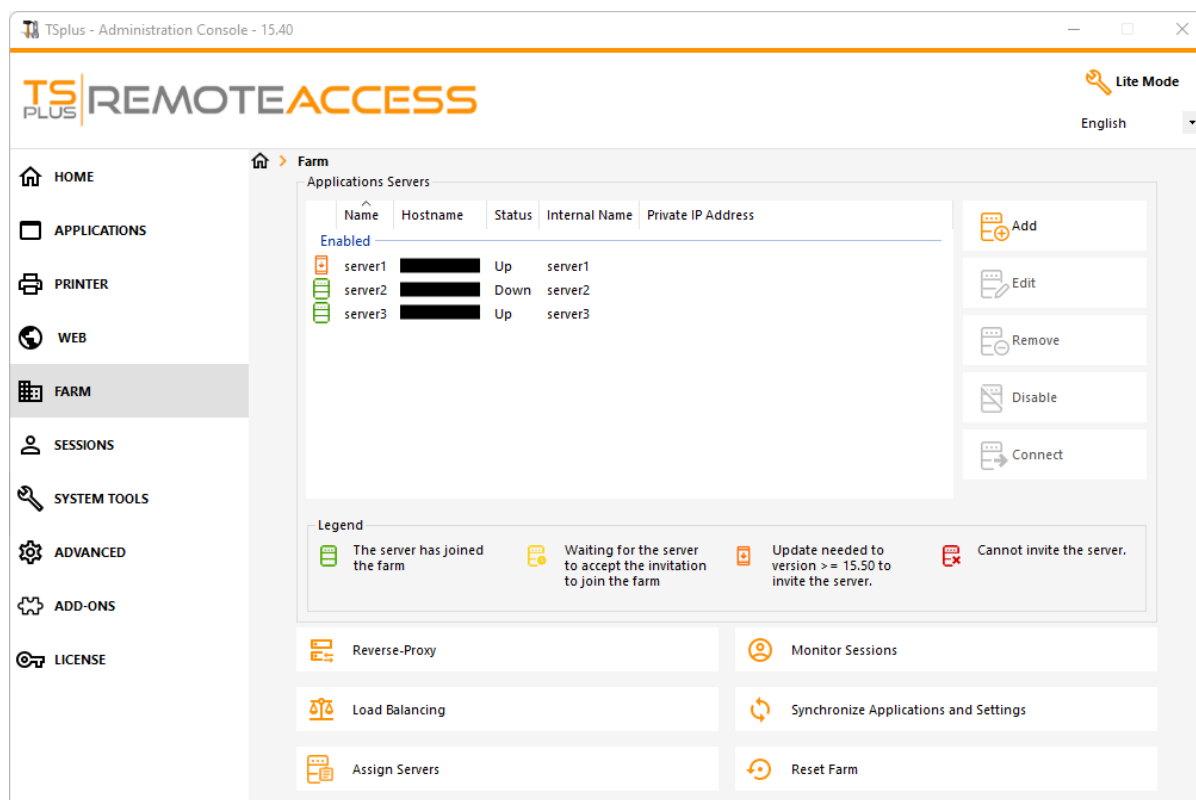 TSplus - Administration Console - 15.40
TS PLUS REMOTEACCESS
Lite Mode
English
HOME
APPLICATIONS
PRINTER
WEB
FARM
SESSIONS
SYSTEM TOOLS
ADVANCED
ADD-ONS
LICENSE
Farm
Applications Servers
Name Hostname Status Internal Name Private IP Address
Enabled
server1 Up server1
server2 Down server2
server3 Up server3
Add
Edit
Remove
Disable
Connect
Legend
The server has joined
the farm
Waiting for the server
to accept the invitation
to join the farm
Update needed to
version >= 15.50 to
invite the server.
Cannot invite the server.
Reverse-Proxy
Monitor Sessions
Load Balancing
Synchronize Applications and Settings
Assign Servers
Reset Farm